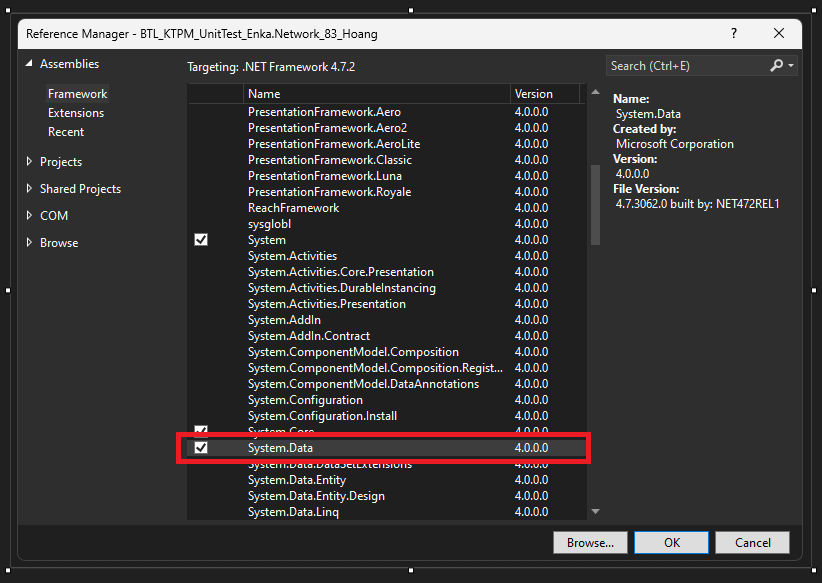 Reference Manager - BTL_KTPM_UnitTest_Enka.Network_83_Hoang
?
Assemblies
Framework
Extensions
Recent
Projects
Shared Projects
COM
Browse
Targeting: .NET Framework 4.7.2
Name Version
PresentationFramework.Aero 4.0.0.0
PresentationFramework.Aero2 4.0.0.0
PresentationFramework.AeroLite 4.0.0.0
PresentationFramework.Classic 4.0.0.0
PresentationFramework.Luna 4.0.0.0
PresentationFramework.Royale 4.0.0.0
ReachFramework 4.0.0.0
sysglobl 4.0.0.0
System 4.0.0.0
System.Activities 4.0.0.0
System.Activities.Core.Presentation 4.0.0.0
System.Activities.DurableInstancing 4.0.0.0
System.Activities.Presentation 4.0.0.0
System.AddIn 4.0.0.0
System.AddIn.Contract 4.0.0.0
System.ComponentModel.Composition 4.0.0.0
System.ComponentModel.Composition.Regist... 4.0.0.0
System.ComponentModel.DataAnnotations 4.0.0.0
System.Configuration 4.0.0.0
System.Configuration.Install 4.0.0.0
System.Core 4.0.0.0
System.Data 4.0.0.0
System.Data.DataSetExtensions 4.0.0.0
System.Data.Entity 4.0.0.0
System.Data.Entity.Design 4.0.0.0
System.Data.Linq 4.0.0.0
Search (Ctrl+E)
Name:
System.Data
Created by:
Microsoft Corporation
Version:
4.0.0.0
File Version:
4.7.3062.0 built by: NET472REL1
Browse... OK Cancel